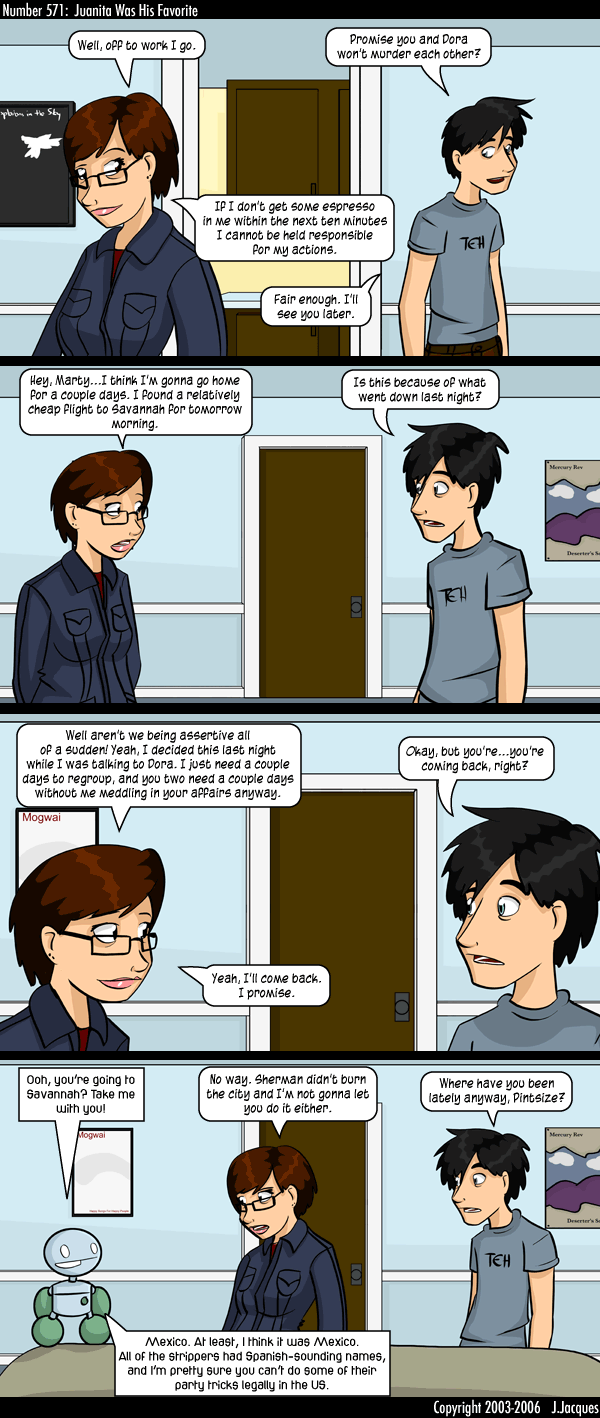 Number 571: Juanita Was His Favorite
Well, off to work I go.
Promise you and Dora
won't murder each other?
If I don't get some espresso
in me within the next ten minutes
I cannot be held responsible
for my actions.
Fair enough. I'll
see you later.
in the Sky
TEH
Hey, Marty...I think I'm gonna go home
for a couple days. I found a relatively
cheap flight to Savannah for tomorrow
morning.
Is this because of what
went down last night?
Mercury Rev
Deserter's So
TEH
Well aren't we being assertive all
of a sudden! Yeah, I decided this last night
while I was talking to Dora. I just need a couple
days to regroup, and you two need a couple days
without me meddling in your affairs anyway.
Okay, but you're...you're
coming back, right?
Mogwai
Yeah, I'll come back.
I promise.
Ooh, you're going to
Savannah? Take me
with you!
No way. Sherman didn't burn
the city and I'm not gonna let
you do it either.
Where have you been
lately anyway, Pintsize?
Mogwai
Mercury Rev
Deserter's So
TEH
Mexico. At least, I think it was Mexico.
All of the strippers had Spanish-sounding names,
and I'm pretty sure you can't do some of their
party tricks legally in the US.
Copyright 2003-2006 J.Jacques